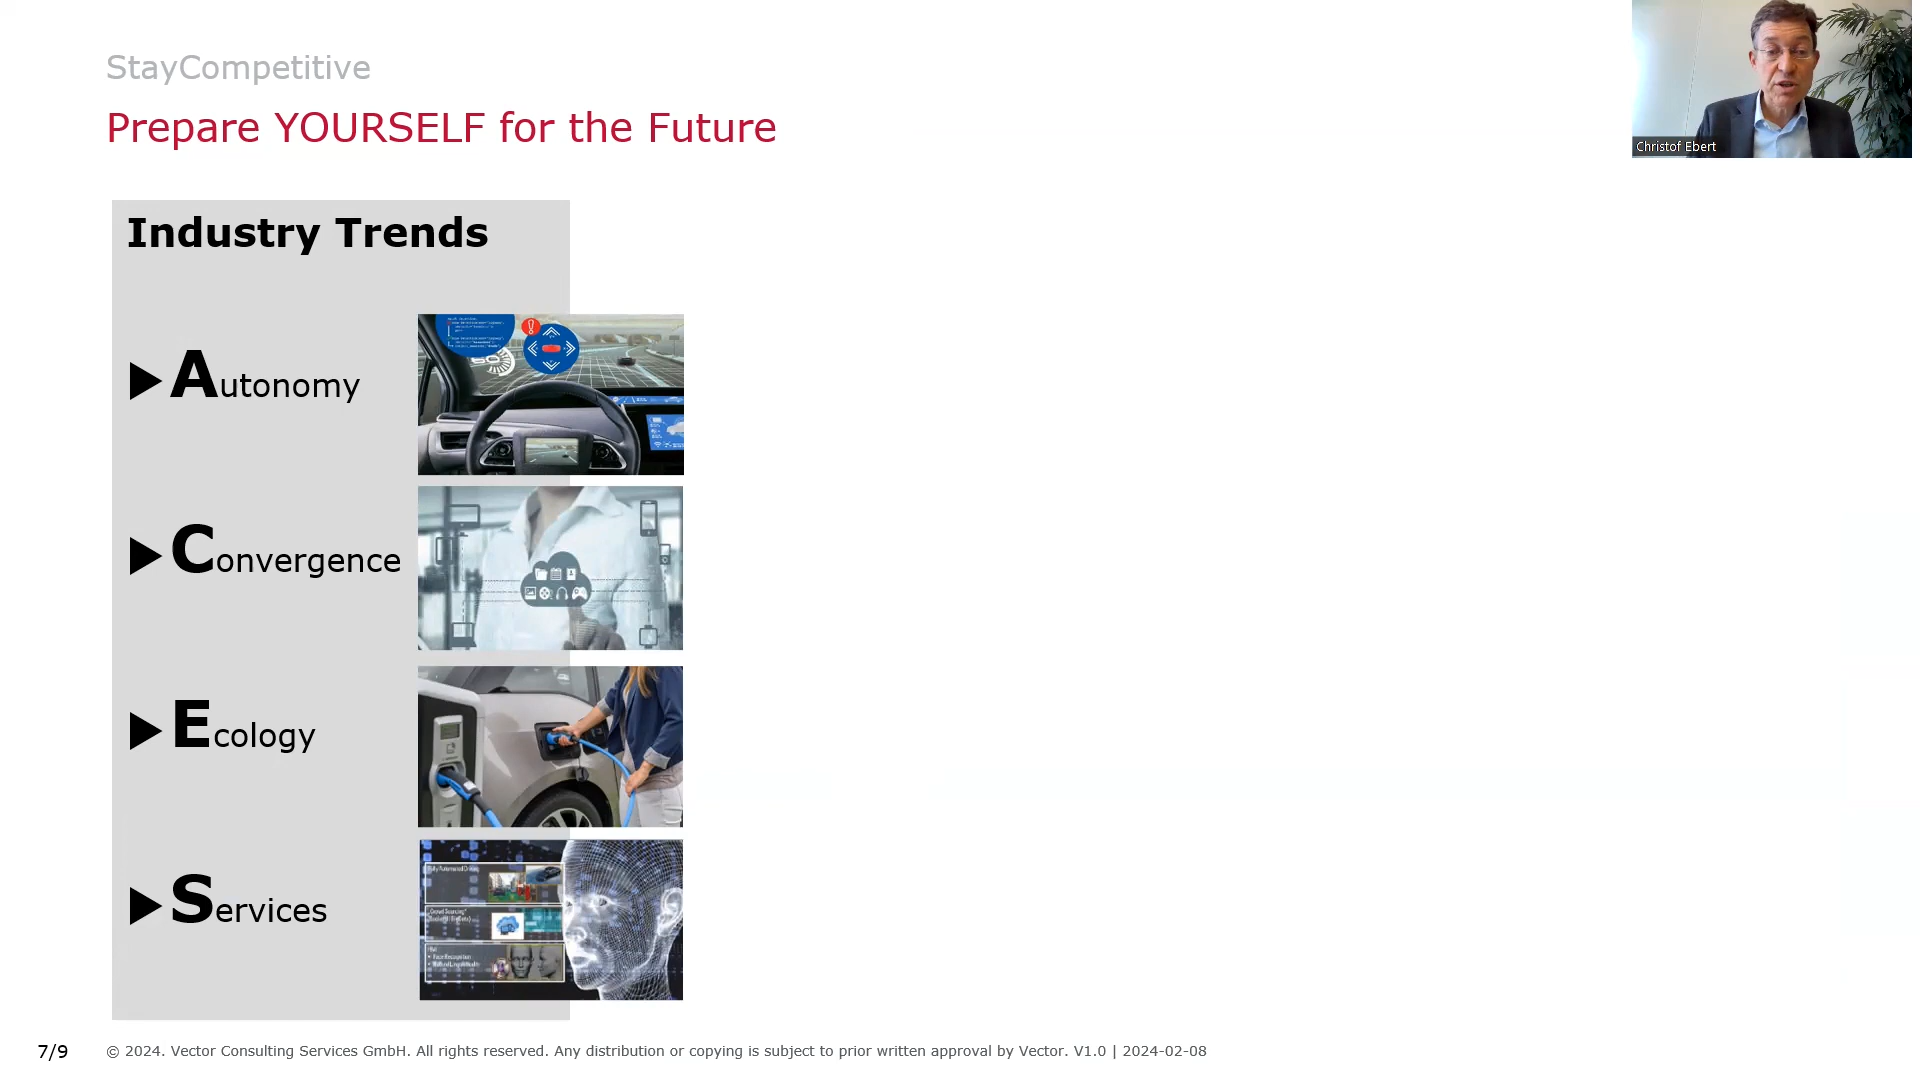 StayCompetitive
Prepare YOURSELF for the Future
Christof Ebert
Industry Trends
Autonomy
Convergence
Ecology
Services
7/9
© 2024. Vector Consulting Services GmbH. All rights reserved. Any distribution or copying is subject to prior written approval by Vector. V1.0 | 2024-02-08